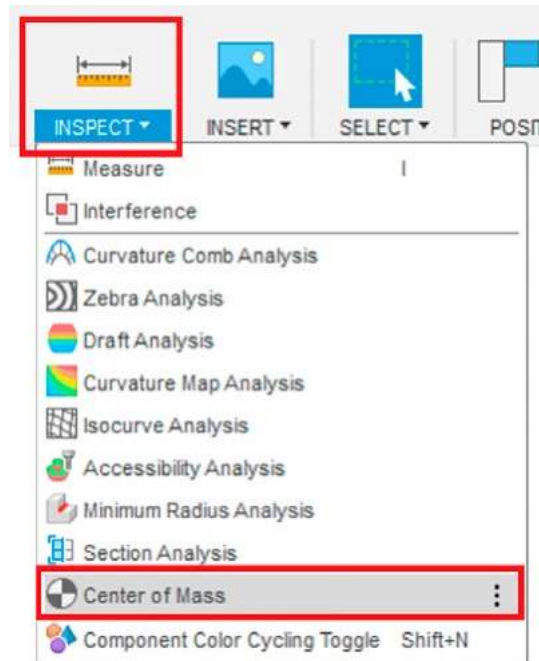 INSPECT INSERT SELECT
Measure I
Interference
Curvature Comb Analysis
Zebra Analysis
Draft Analysis
Curvature Map Analysis
Isocurve Analysis
Accessibility Analysis
Minimum Radius Analysis
Section Analysis
Center of Mass
Component Color Cycling Toggle Shift+N